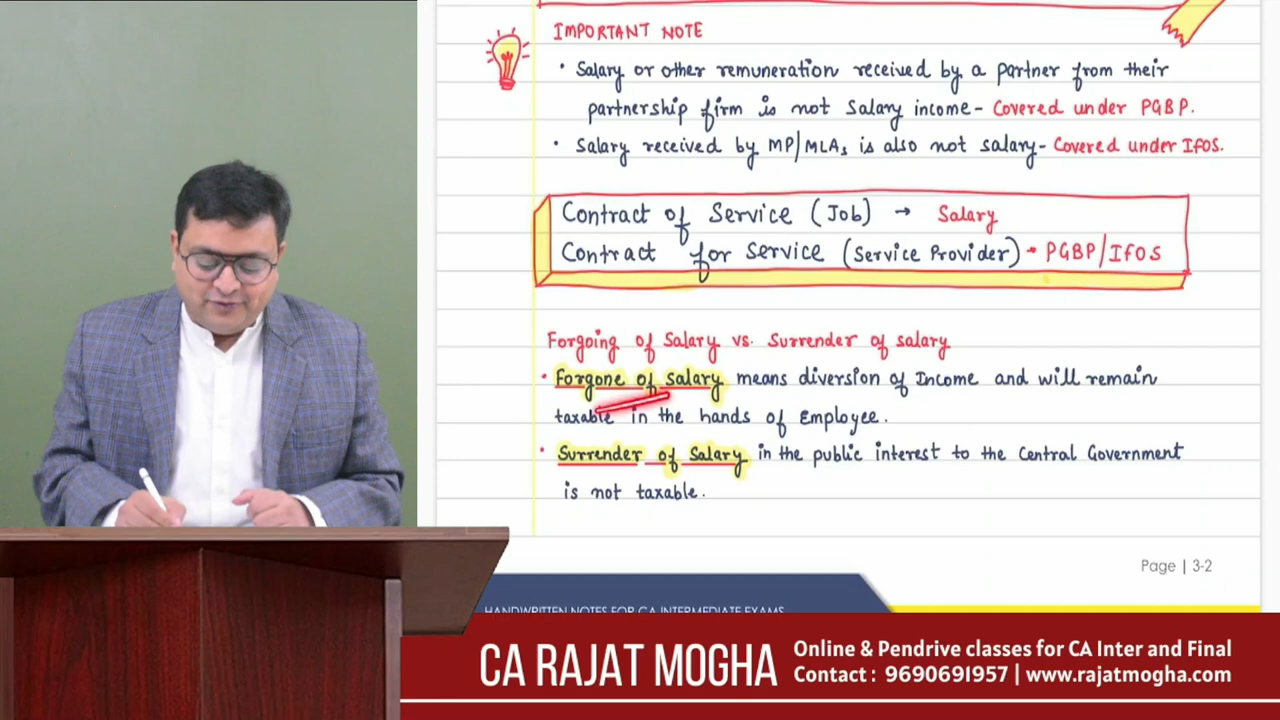 IMPORTANT NOTE
• Salary or other remuneration received by a partner from their
partnership firm is not Salary income - Covered under PGBP.
• Salary received by MP/MLAs is also not salary - Covered under IFOS.
Contract of Service (Job) → Salary
Contract for Service (Service Provider) → PGBP/IFOS
Forgoing of Salary vs. Surrender of salary
• Forgone of Salary means diversion of Income and will remain
taxable in the hands of Employee.
• Surrender of Salary in the public interest to the Central Government
is not taxable.
Page | 3-2
HANDWRITTEN NOTES FOR CA INTERMEDIATE EXAMS
CA RAJAT MOGHA
Online & Pendrive classes for CA Inter and Final
Contact : 9690691957 | www.rajatmogha.com